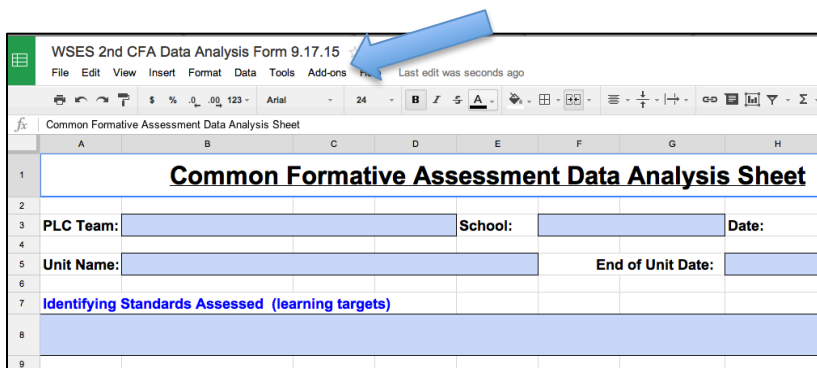 WSES 2nd CFA Data Analysis Form 9.17.15
File Edit View Insert Format Data Tools Add-ons Last edit was seconds ago
$ % .0 .00 123 Arial 24 B I S A
fx Common Formative Assessment Data Analysis Sheet
A B C D E F G H
1 Common Formative Assessment Data Analysis Sheet
2
3 PLC Team: School: Date:
4
5 Unit Name: End of Unit Date:
6
7 Identifying Standards Assessed (learning targets)
8
9